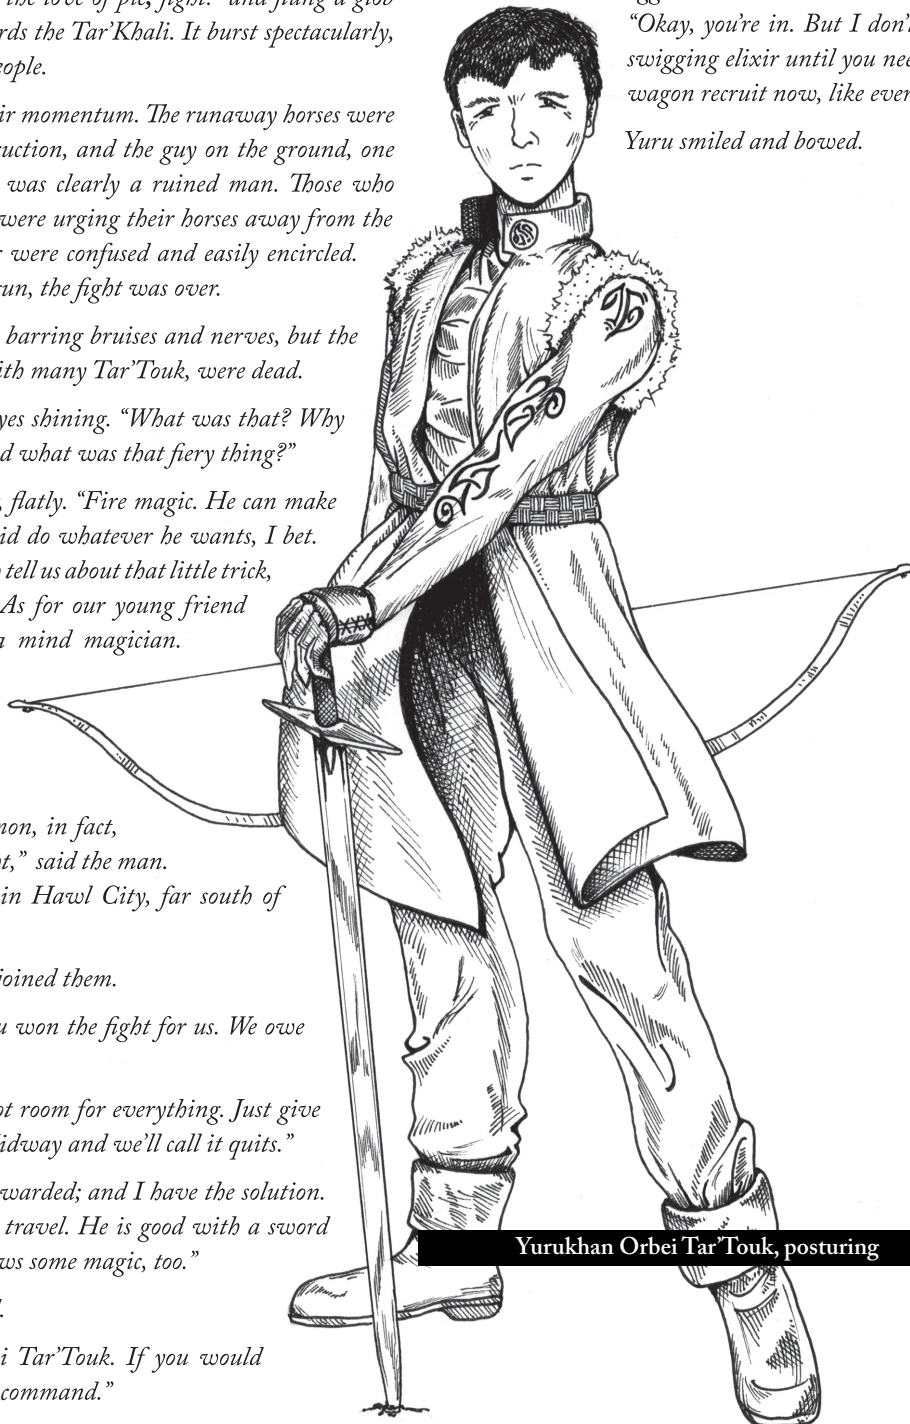 the love of pie, fight!” and flung a glob
rds the Tar’Khali. It burst spectacularly,
eople.
ir momentum. The runaway horses were
uction, and the guy on the ground, one
was clearly a ruined man. Those who
were urging their horses away from the
r were confused and easily encircled.
un, the fight was over.
barring bruises and nerves, but the
ith many Tar’Touk, were dead.
yes shining. “What was that? Why
d what was that fiery thing?”
, flatly. “Fire magic. He can make
id do whatever he wants, I bet.
tell us about that little trick,
As for our young friend
a mind magician.
mon, in fact,
t,” said the man.
in Hawl City, far south of
joined them.
u won the fight for us. We owe
ot room for everything. Just give
idway and we’ll call it quits.”
warded; and I have the solution.
travel. He is good with a sword
ws some magic, too.”
i Tar’Touk. If you would
command.”
“Okay, you’re in. But I don’
swigging elixir until you nee
wagon recruit now, like ever
Yuru smiled and bowed.
Yurukhan Orbei Tar’Touk, posturing